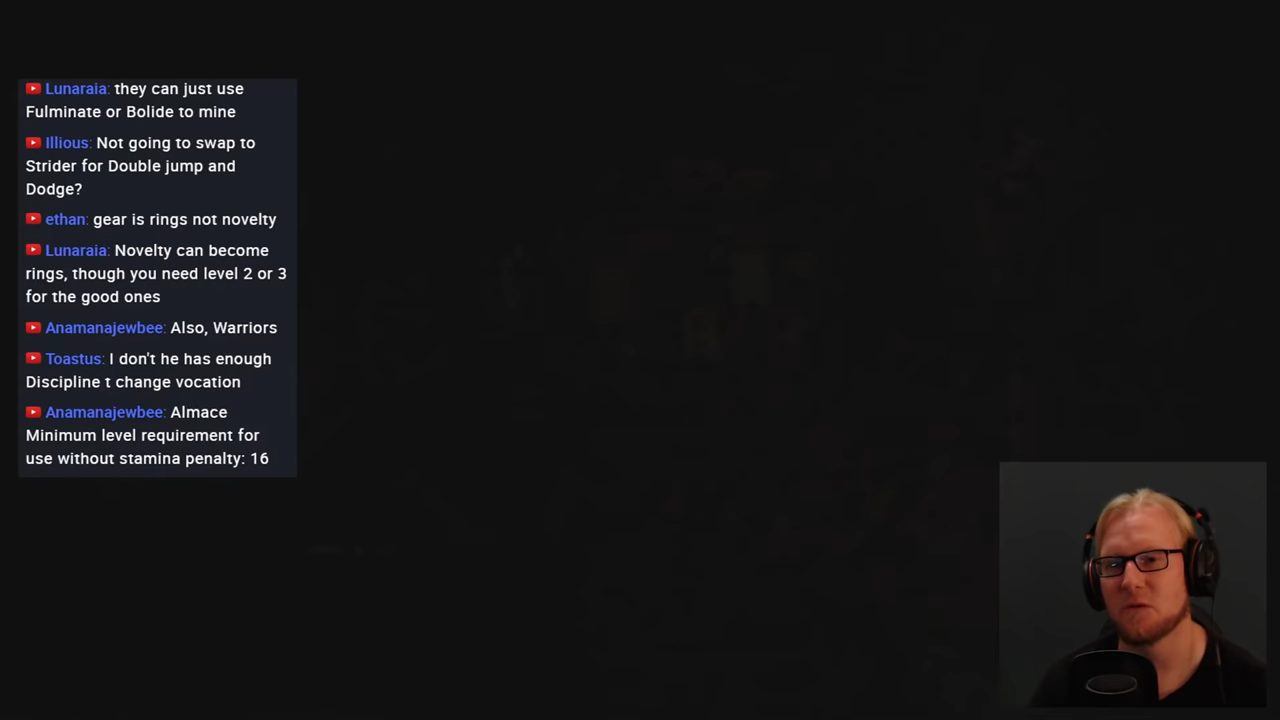 Lunaraia: they can just use
Fulminate or Bolide to mine
Illious: Not going to swap to
Strider for Double jump and
Dodge?
ethan: gear is rings not novelty
Lunaraia: Novelty can become
rings, though you need level 2 or 3
for the good ones
Anamanajewbee: Also, Warriors
Toastus: I don't he has enough
Discipline t change vocation
Anamanajewbee: Almace
Minimum level requirement for
use without stamina penalty: 16